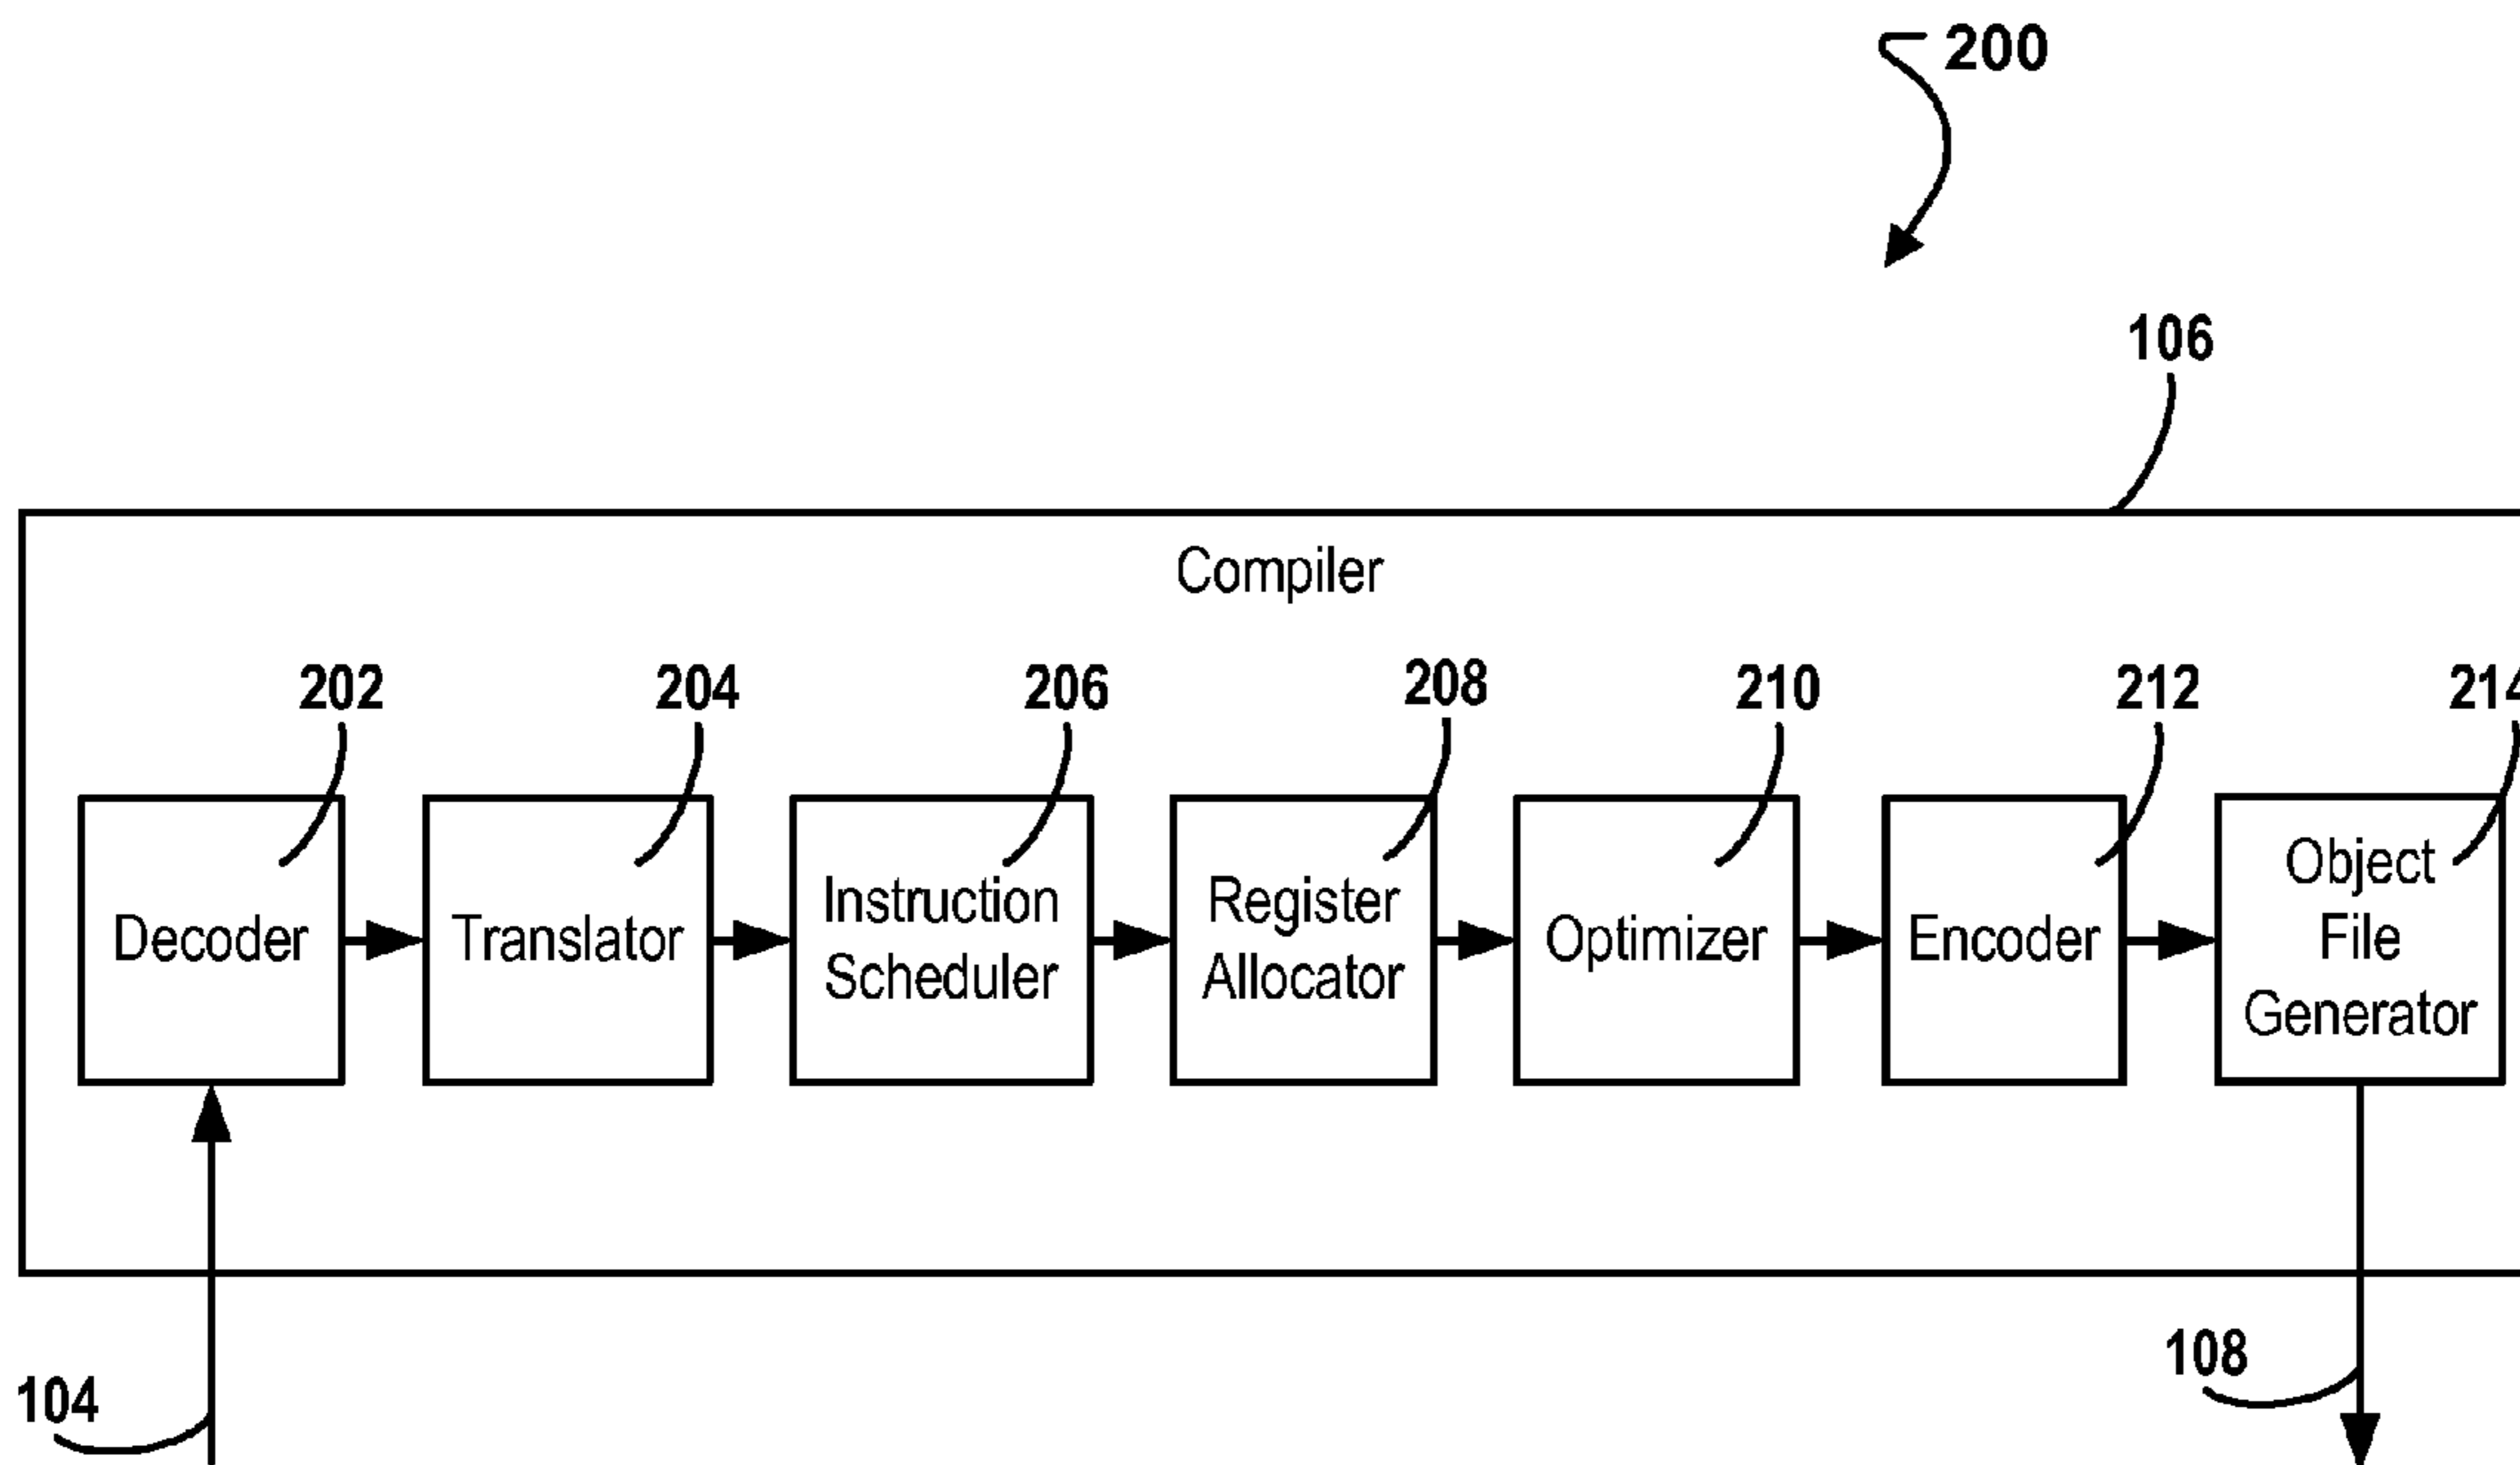 200
106
Compiler
202
204
206
208
210
212
214
Decoder
Translator
Instruction
Scheduler
Register
Allocator
Optimizer
Encoder
Object
File
Generator
104
108